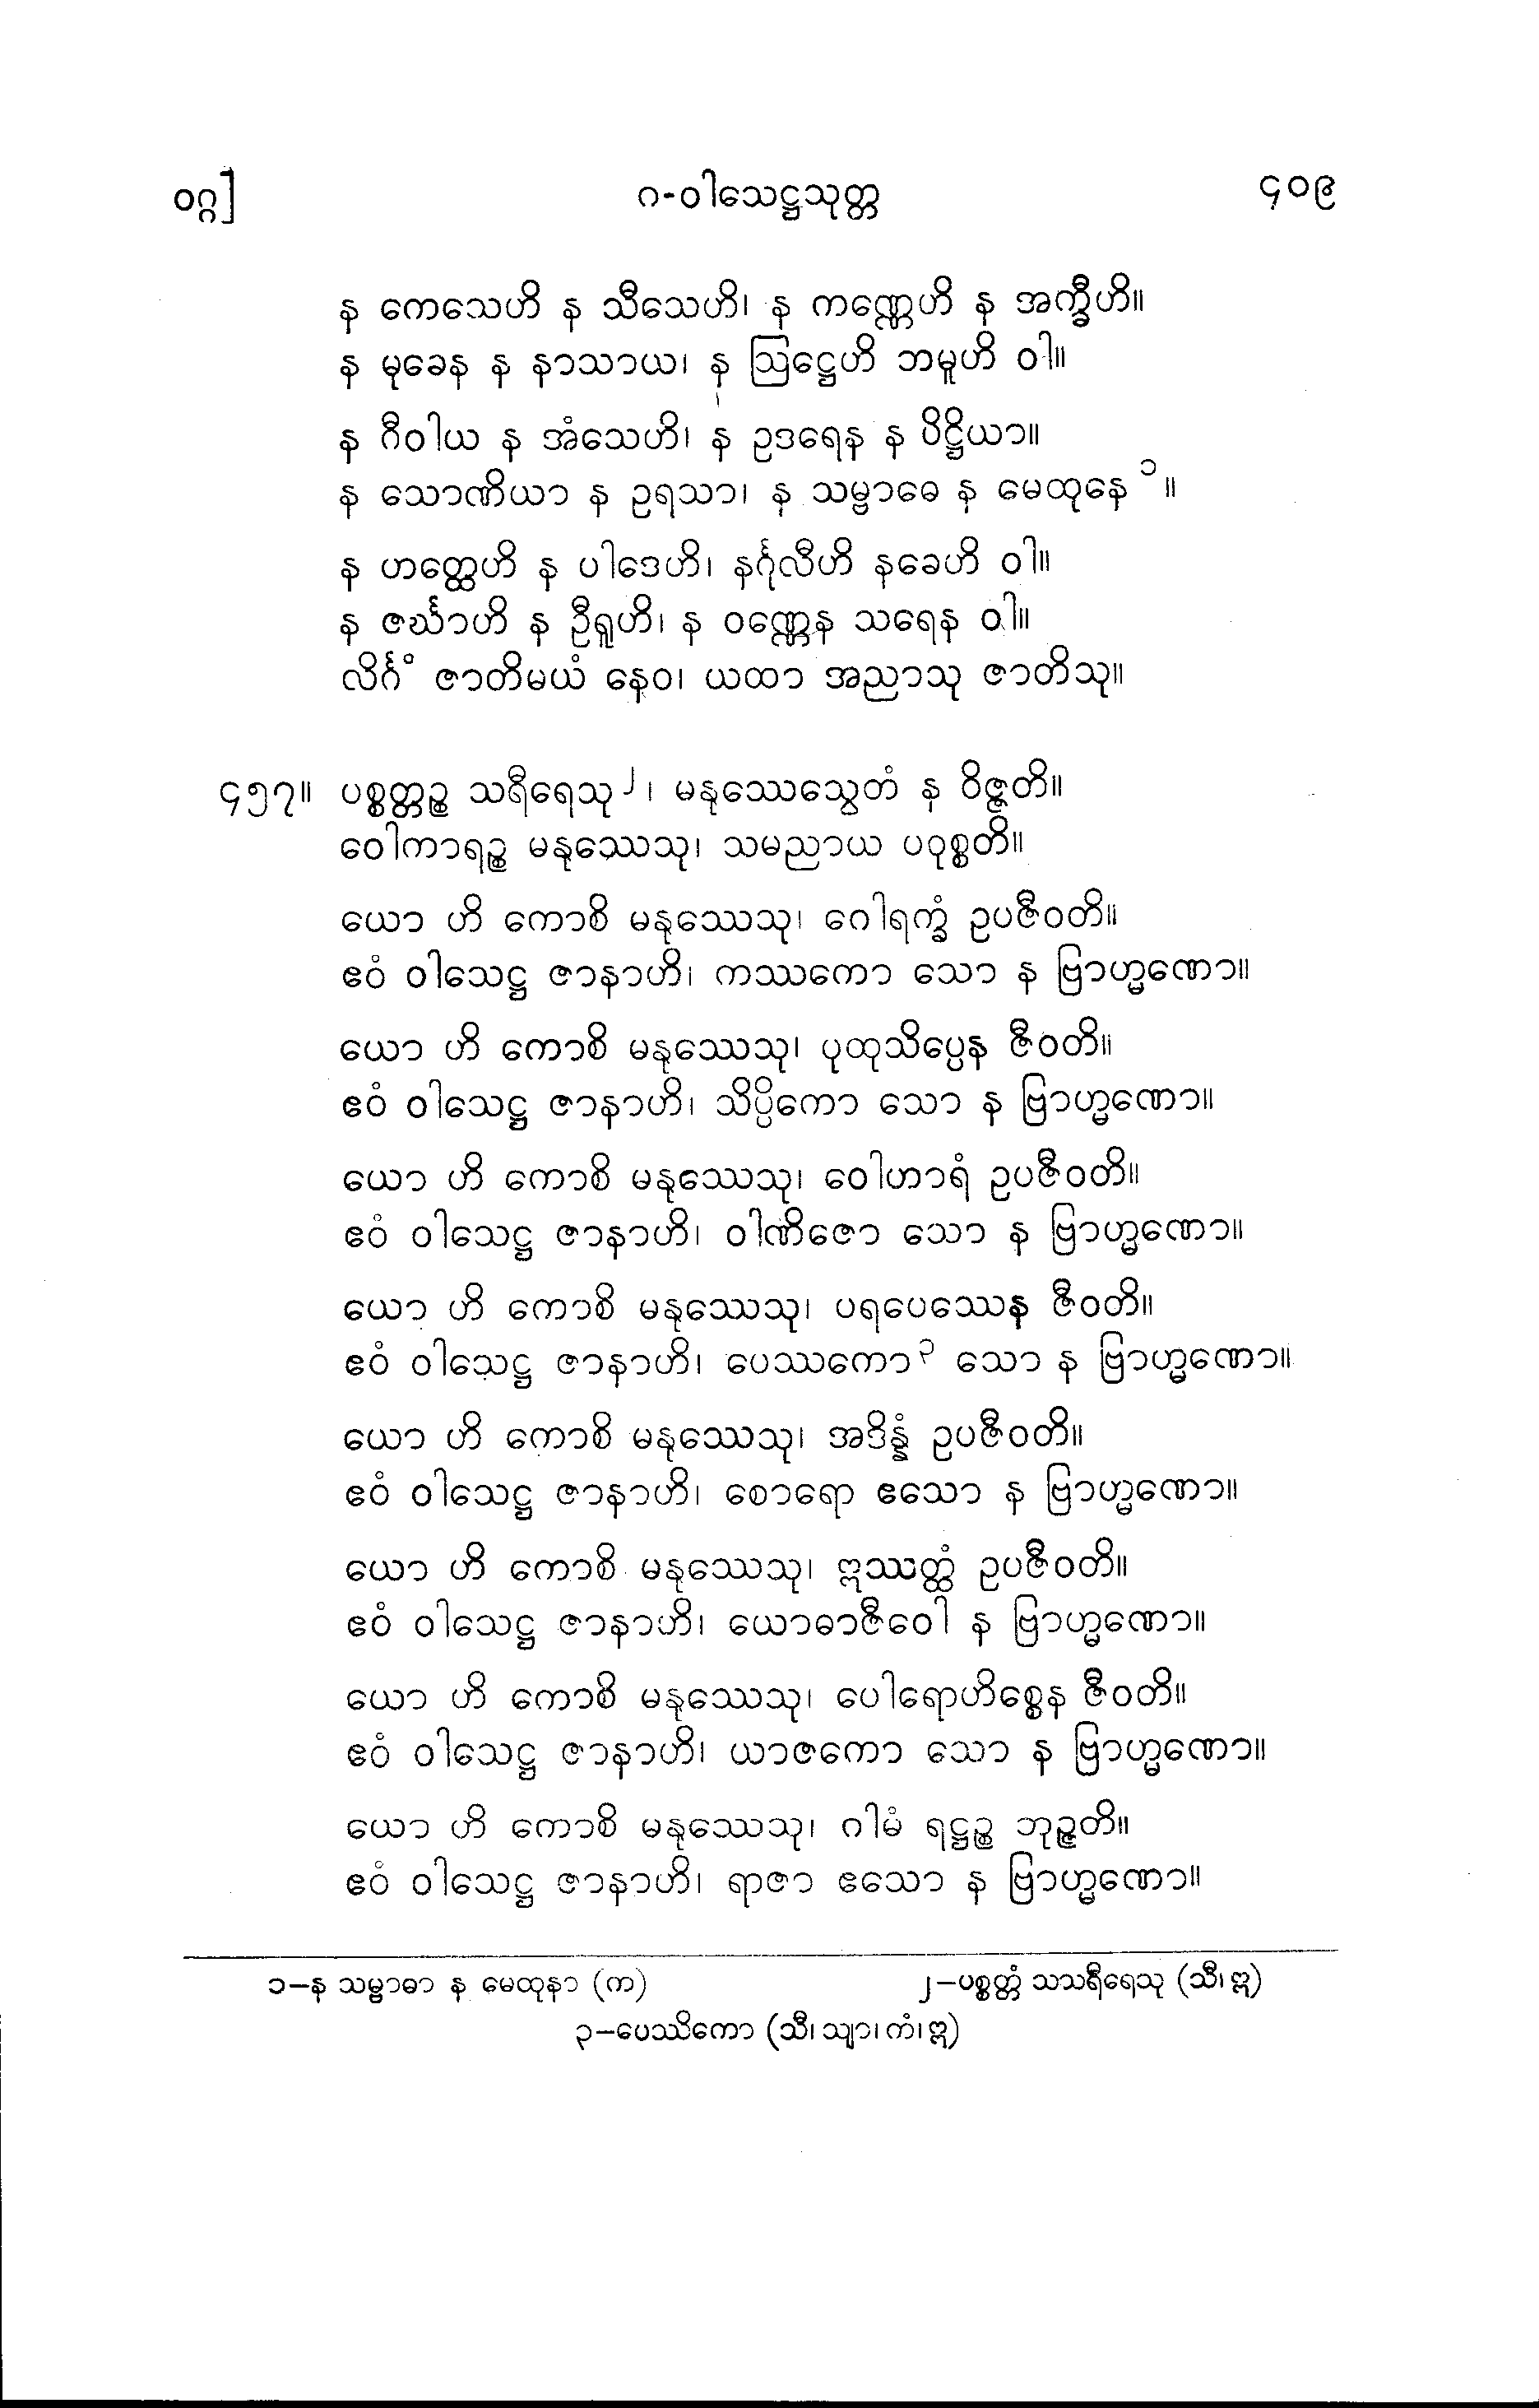 ဝဂ္ဂ]
ဂ-ဝါသေဋ္ဌသုတ္တ
၄၀၉
န ကေသေဟိ န သီသေဟိ၊ န ကဏ္ဏေဟိ န အက္ခီဟိ။
န မုခေန န နာသာယ၊ န ဩဋ္ဌေဟိ ဘမူဟိ ဝါ။
န ဂီဝါယ န အံသေဟိ၊ န ဥဒရေန န ပိဋ္ဌိယာ။
န သောဏိယာ န ဥရသာ၊ န သမ္ဗာဓေ န မေထုနေ ၁။
န ဟတ္ထေဟိ န ပါဒေဟိ၊ နင်္ဂုလီဟိ နခေဟိ ဝါ။
န ဇင်္ဃာဟိ န ဦရူဟိ၊ န ဝဏ္ဏေန သရေန ဝါ။
လိင်္ဂံ ဇာတိမယံ နေဝ၊ ယထာ အညာသု ဇာတိသု။
၄၅၇။ ပစ္စတ္တဉ္စ သရီရေသု ၂၊ မနုဿေသွေတံ န ဝိဇ္ဇတိ။
ဝေါကာရဉ္စ မနုဿေသု၊ သမညာယ ပဝုစ္စတိ။
ယော ဟိ ကောစိ မနုဿေသု၊ ဂေါရက္ခံ ဥပဇီဝတိ။
ဧဝံ ဝါသေဋ္ဌ ဇာနာဟိ၊ ကဿကော သော န ဗြာဟ္မဏော။
ယော ဟိ ကောစိ မနုဿေသု၊ ပုထုသိပ္ပေန ဇီဝတိ။
ဧဝံ ဝါသေဋ္ဌ ဇာနာဟိ၊ သိပ္ပိကော သော န ဗြာဟ္မဏော။
ယော ဟိ ကောစိ မနုဿေသု၊ ဝေါဟာရံ ဥပဇီဝတိ။
ဧဝံ ဝါသေဋ္ဌ ဇာနာဟိ၊ ဝါဏိဇော သော န ဗြာဟ္မဏော။
ယော ဟိ ကောစိ မနုဿေသု၊ ပရပေဿေန ဇီဝတိ။
ဧဝံ ဝါသေဋ္ဌ ဇာနာဟိ၊ ပေဿကော ၃ သော န ဗြာဟ္မဏော။
ယော ဟိ ကောစိ မနုဿေသု၊ အဒိန္နံ ဥပဇီဝတိ။
ဧဝံ ဝါသေဋ္ဌ ဇာနာဟိ၊ စောရော ဧသော န ဗြာဟ္မဏော။
ယော ဟိ ကောစိ မနုဿေသု၊ ဣဿတ္ထံ ဥပဇီဝတိ။
ဧဝံ ဝါသေဋ္ဌ ဇာနာဟိ၊ ယောဓာဇီဝေါ န ဗြာဟ္မဏော။
ယော ဟိ ကောစိ မနုဿေသု၊ ပေါရောဟိစ္စေန ဇီဝတိ။
ဧဝံ ဝါသေဋ္ဌ ဇာနာဟိ၊ ယာဇကော သော န ဗြာဟ္မဏော။
ယော ဟိ ကောစိ မနုဿေသု၊ ဂါမံ ရဋ္ဌဉ္စ ဘုဉ္ဇတိ။
ဧဝံ ဝါသေဋ္ဌ ဇာနာဟိ၊ ရာဇာ ဧသော န ဗြာဟ္မဏော။
၁–န သမ္ဗာဓာ န မေထုနာ (က)
၂–ပစ္စတ္တံ သသရီရေသု (သီ၊ ဣ)
၃–ပေဿိကော (သီ၊ သျာ၊ ကံ၊ ဣ)